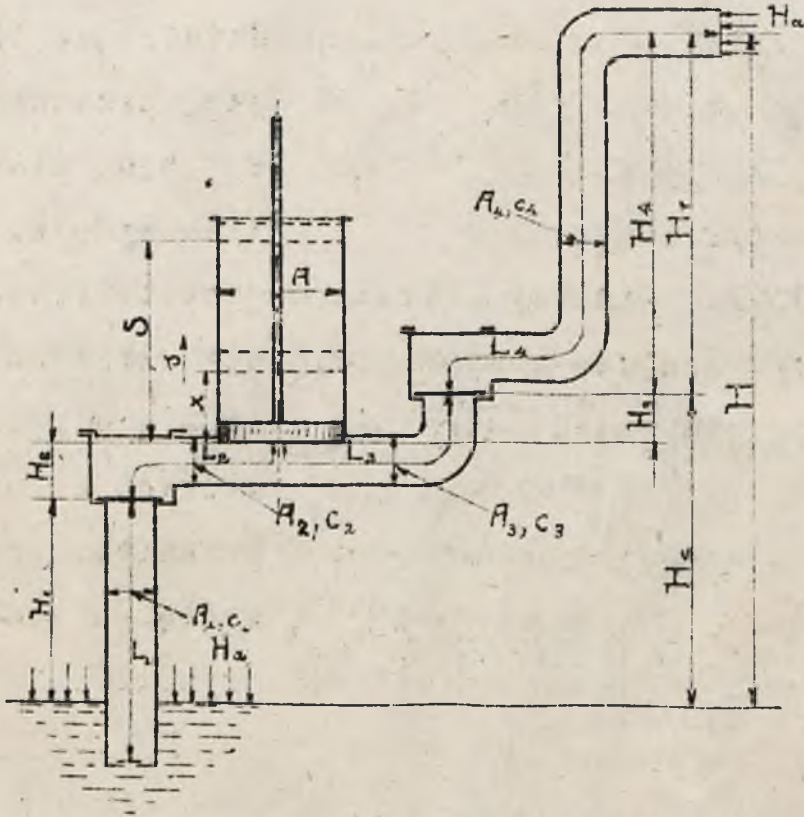 Ha
A₄, C₄
H₄
Hr
A
S
x
L₄
H₃
H
H₂
L₂
L₃
A₂, C₂
A₃, C₃
Hs
H₁
A₁, C₁
L₁
Ha